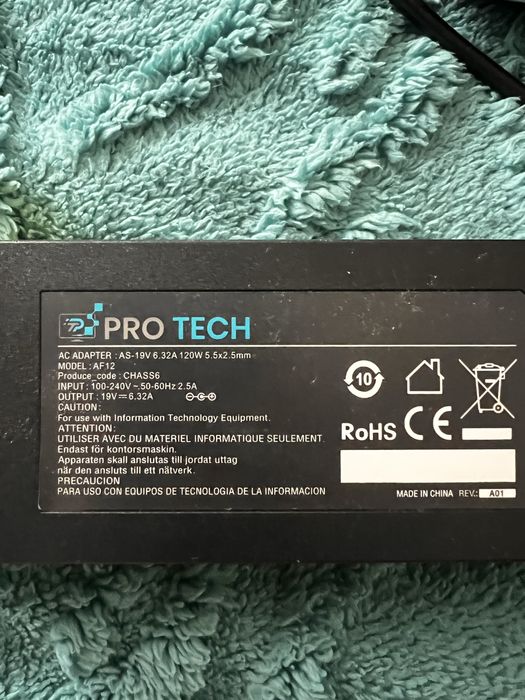 PRO TECH
AC ADAPTER : AS-19V 6.32A 120W 5.5x2.5mm
MODEL : AF12
Produce_code : CHASS6
INPUT : 100-240V ~ 50-60Hz 2.5A
OUTPUT : 19V⎓6.32A
CAUTION:
For use with Information Technology Equipment.
ATTENTION:
UTILISER AVEC DU MATERIEL INFORMATIQUE SEULEMENT.
Endast för kontorsmaskin.
Apparaten skall anslutas till jordat uttag
när den ansluts till ett nätverk.
PRECAUCION
PARA USO CON EQUIPOS DE TECNOLOGIA DE LA INFORMACION
10
RoHS CE
MADE IN CHINA REV.: A01